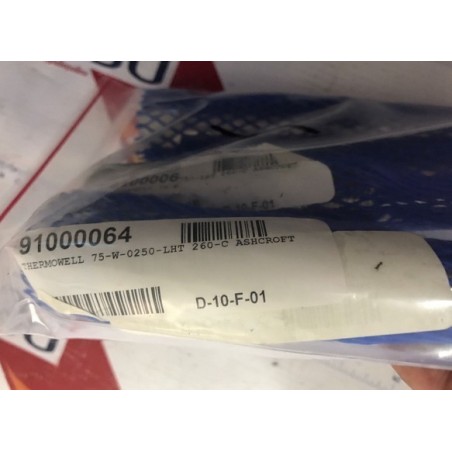 91000064
THERMOWELL 75-W-0250-LHT 260-C ASHCROFT
D-10-F-01